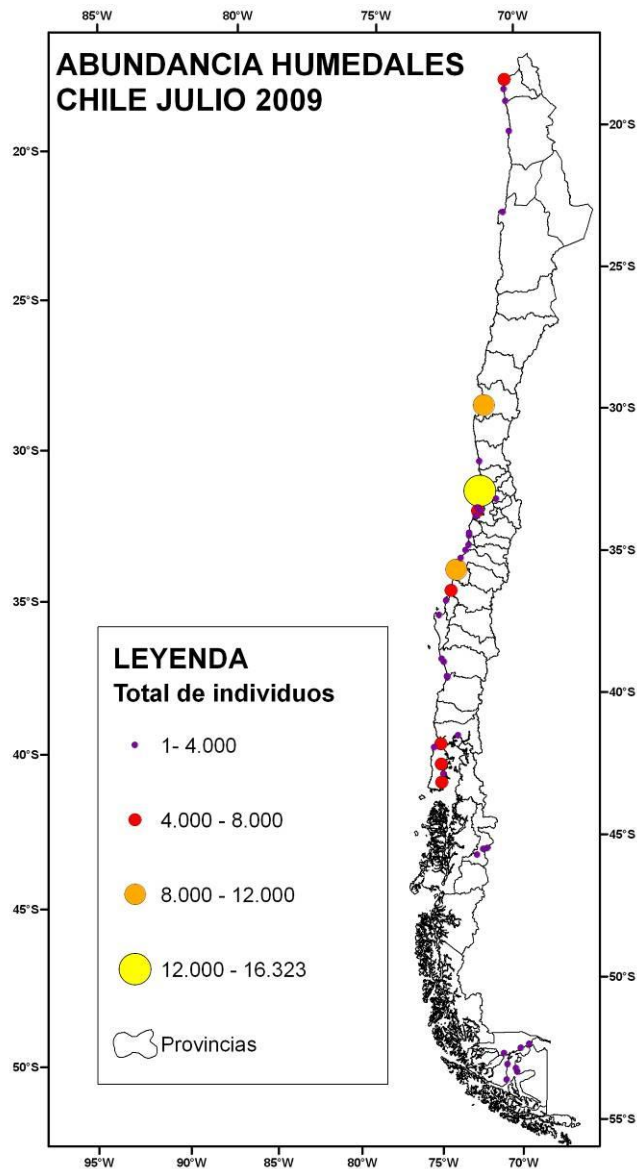 85°W 80°W 75°W 70°W
ABUNDANCIA HUMEDALES
CHILE JULIO 2009
20°S
25°S
30°S
35°S
40°S
45°S
50°S
20°S
25°S
30°S
35°S
40°S
45°S
50°S
55°S
LEYENDA
Total de individuos
1- 4.000
4.000 - 8.000
8.000 - 12.000
12.000 - 16.323
Provincias
95°W 90°W 85°W 80°W 75°W 70°W